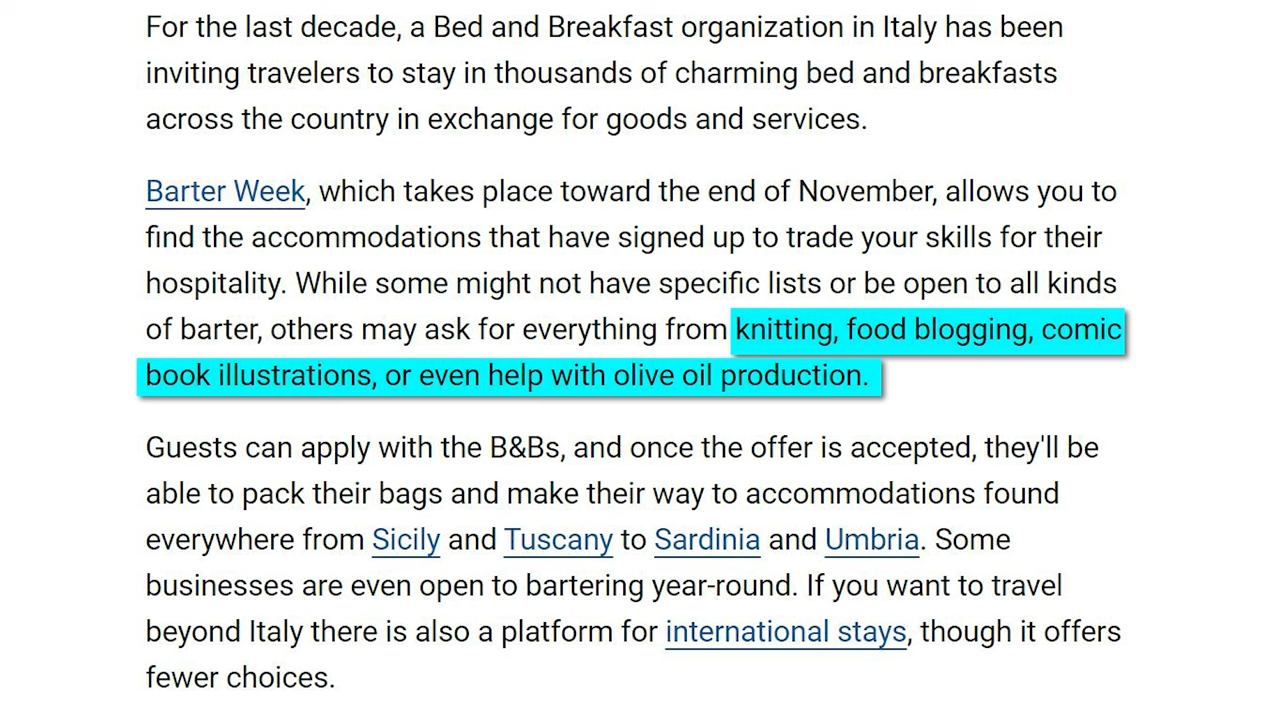 For the last decade, a Bed and Breakfast organization in Italy has been
inviting travelers to stay in thousands of charming bed and breakfasts
across the country in exchange for goods and services.
Barter Week, which takes place toward the end of November, allows you to
find the accommodations that have signed up to trade your skills for their
hospitality. While some might not have specific lists or be open to all kinds
of barter, others may ask for everything from knitting, food blogging, comic
book illustrations, or even help with olive oil production.
Guests can apply with the B&Bs, and once the offer is accepted, they'll be
able to pack their bags and make their way to accommodations found
everywhere from Sicily and Tuscany to Sardinia and Umbria. Some
businesses are even open to bartering year-round. If you want to travel
beyond Italy there is also a platform for international stays, though it offers
fewer choices.